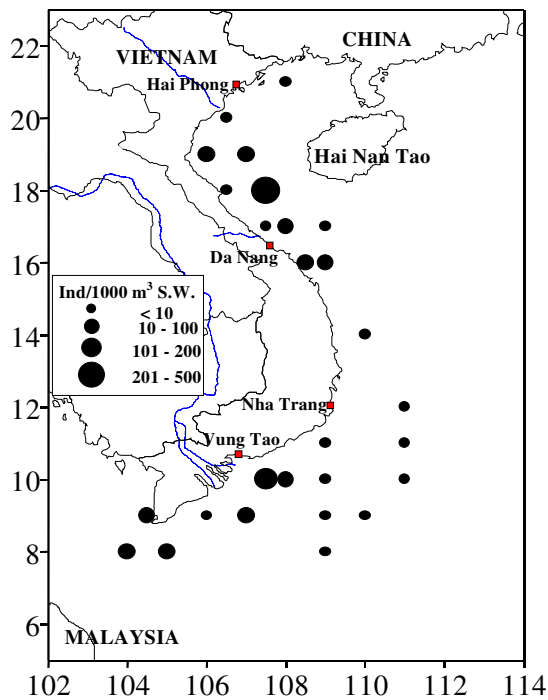 22
CHINA
VIETNAM
Hai Phong
20
Hai Nan Tao
18
Da Nang
16
Ind/1000 m³ S.W.
< 10
10 - 100
101 - 200
201 - 500
14
12
Nha Trang
Vung Tao
10
8
6
MALAYSIA
102 104 106 108 110 112 114